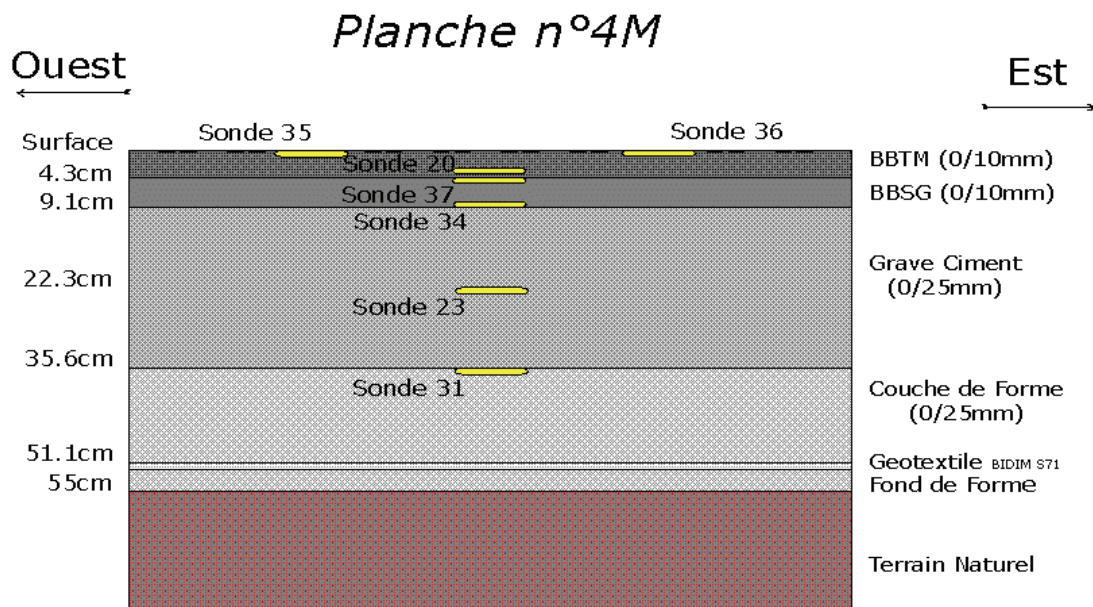 Planche n°4M
Ouest
Est
Surface
Sonde 35
Sonde 36
4.3cm
Sonde 20
BBTM (0/10mm)
9.1cm
Sonde 37
BBSG (0/10mm)
Sonde 34
22.3cm
Grave Ciment
(0/25mm)
Sonde 23
35.6cm
Sonde 31
Couche de Forme
(0/25mm)
51.1cm
Geotextile BIDIM S71
55cm
Fond de Forme
Terrain Naturel